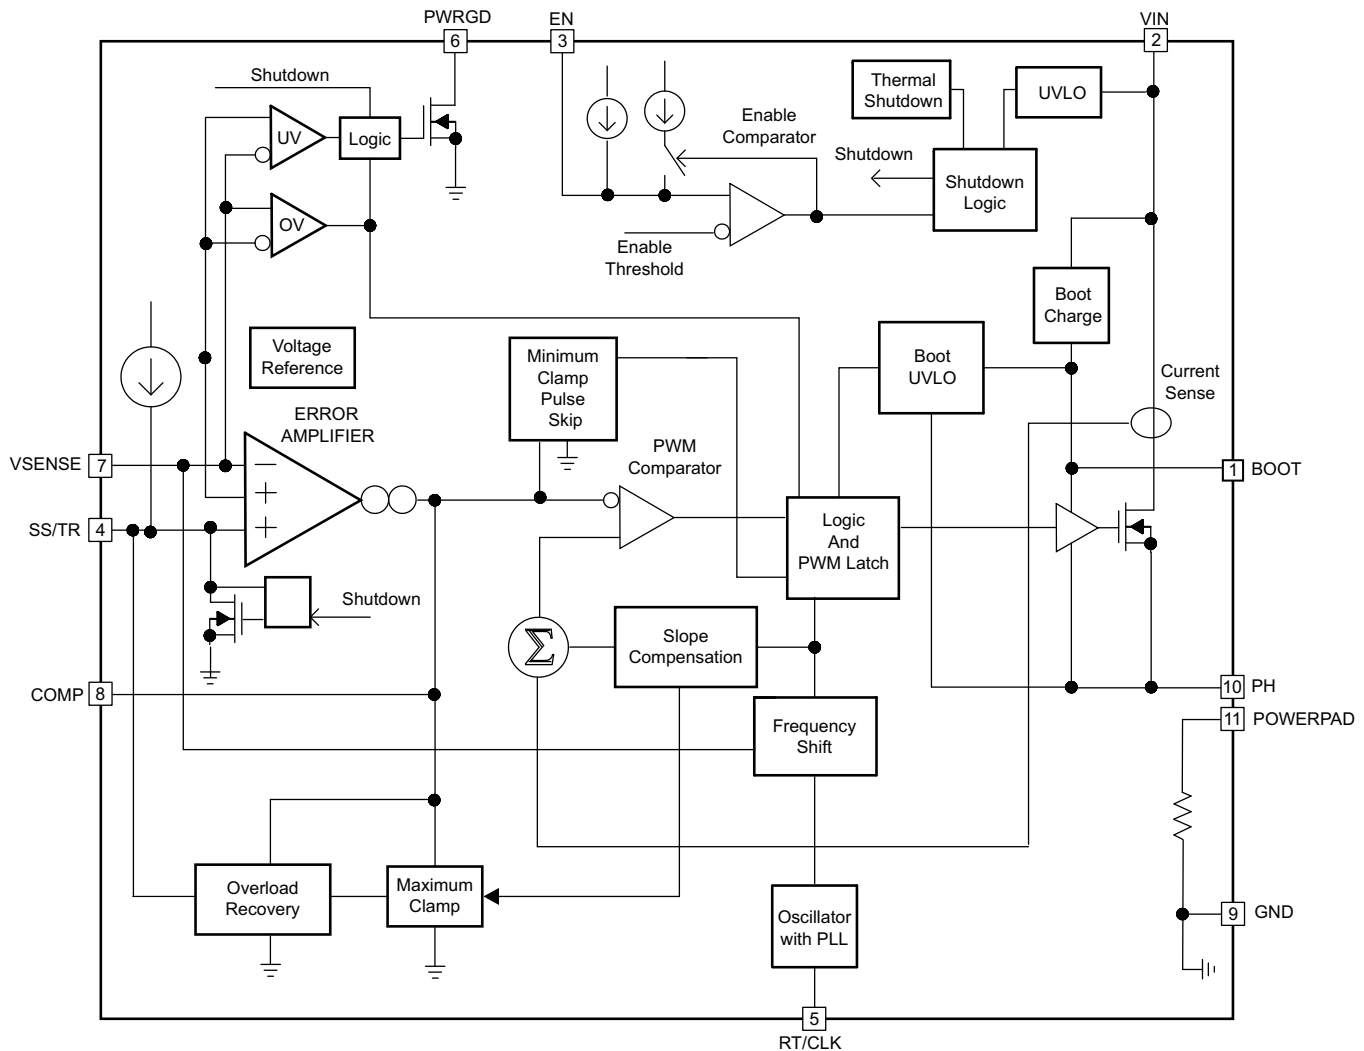 PWRGD
EN
VIN
6
3
2
Shutdown
Thermal
Shutdown
UVLO
UV
Logic
Enable
Comparator
Shutdown
Shutdown
Logic
OV
Enable
Threshold
Boot
Charge
Voltage
Reference
Minimum
Clamp
Pulse
Skip
Boot
UVLO
Current
Sense
ERROR
AMPLIFIER
PWM
Comparator
VSENSE
7
−
+
+
1
BOOT
SS/TR
4
Logic
And
PWM Latch
Shutdown
Σ
Slope
Compensation
COMP
8
10
PH
11
POWERPAD
Frequency
Shift
Overload
Recovery
Maximum
Clamp
Oscillator
with PLL
9
GND
5
RT/CLK